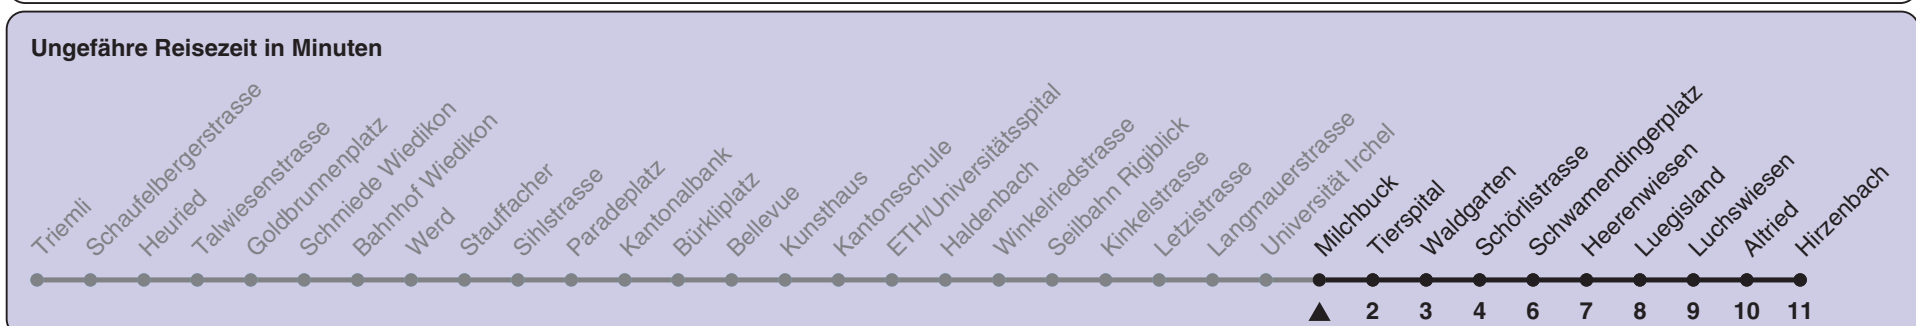 Ungefähre Reisezeit in Minuten
Triemli
Schaufelbergerstrasse
Heuried
Talwiesenstrasse
Goldbrunnenplatz
Schmiede Wiedikon
Bahnhof Wiedikon
Werd
Stauffacher
Sihlstrasse
Paradeplatz
Kantonalbank
Bürkliplatz
Bellevue
Kunsthaus
Kantonsschule
ETH/Universitätsspital
Haldenbach
Winkelriedstrasse
Seilbahn Rigiblick
Kinkelstrasse
Letzistrasse
Langmauerstrasse
Universität Irchel
Milchbuck
Tierspital
Waldgarten
Schörlistrasse
Schwamendingerplatz
Heerenwiesen
Luegisland
Luchswiesen
Altried
Hirzenbach
2 3 4 6 7 8 9 10 11